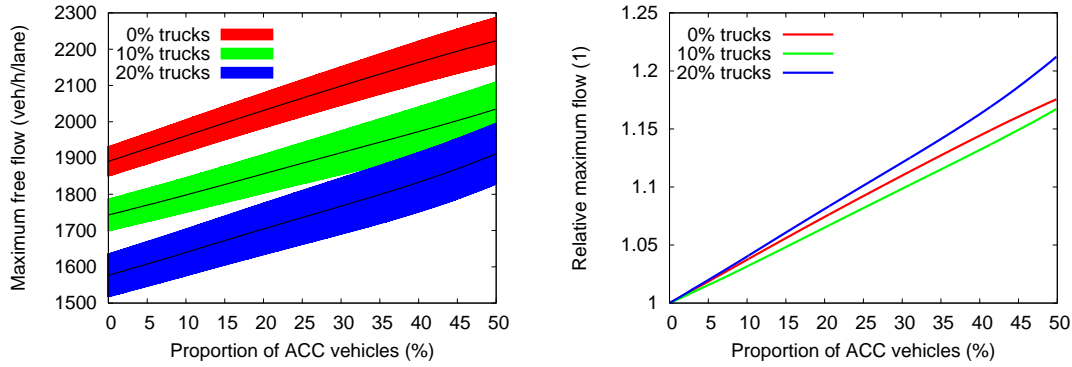 Maximum free flow (veh/h/lane)
2300
2200
2100
2000
1900
1800
1700
1600
1500
0% trucks
10% trucks
20% trucks
0 5 10 15 20 25 30 35 40 45 50
Proportion of ACC vehicles (%)
Relative maximum flow (1)
1.25
1.2
1.15
1.1
1.05
1
0% trucks
10% trucks
20% trucks
0 5 10 15 20 25 30 35 40 45 50
Proportion of ACC vehicles (%)